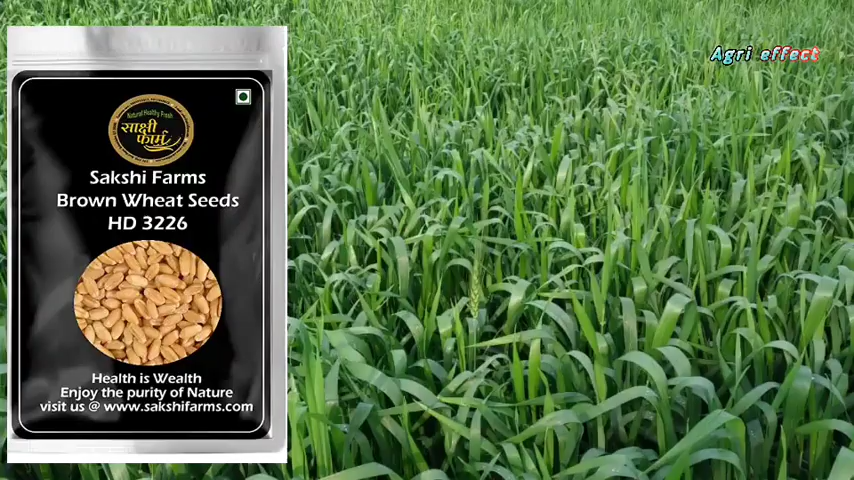 Agri effect
Natural Healthy Fresh
साक्षी
फार्म
Sakshi Farms
Brown Wheat Seeds
HD 3226
Health is Wealth
Enjoy the purity of Nature
visit us @ www.sakshifarms.com